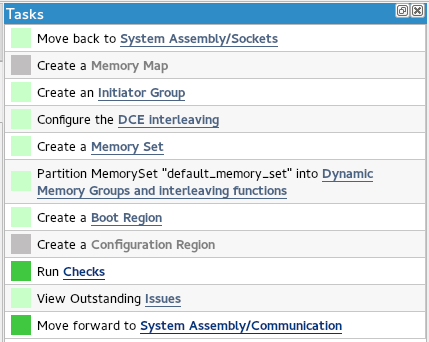 Tasks
Move back to System Assembly/Sockets
Create a Memory Map
Create an Initiator Group
Configure the DCE interleaving
Create a Memory Set
Partition MemorySet "default_memory_set" into Dynamic
Memory Groups and interleaving functions
Create a Boot Region
Create a Configuration Region
Run Checks
View Outstanding Issues
Move forward to System Assembly/Communication